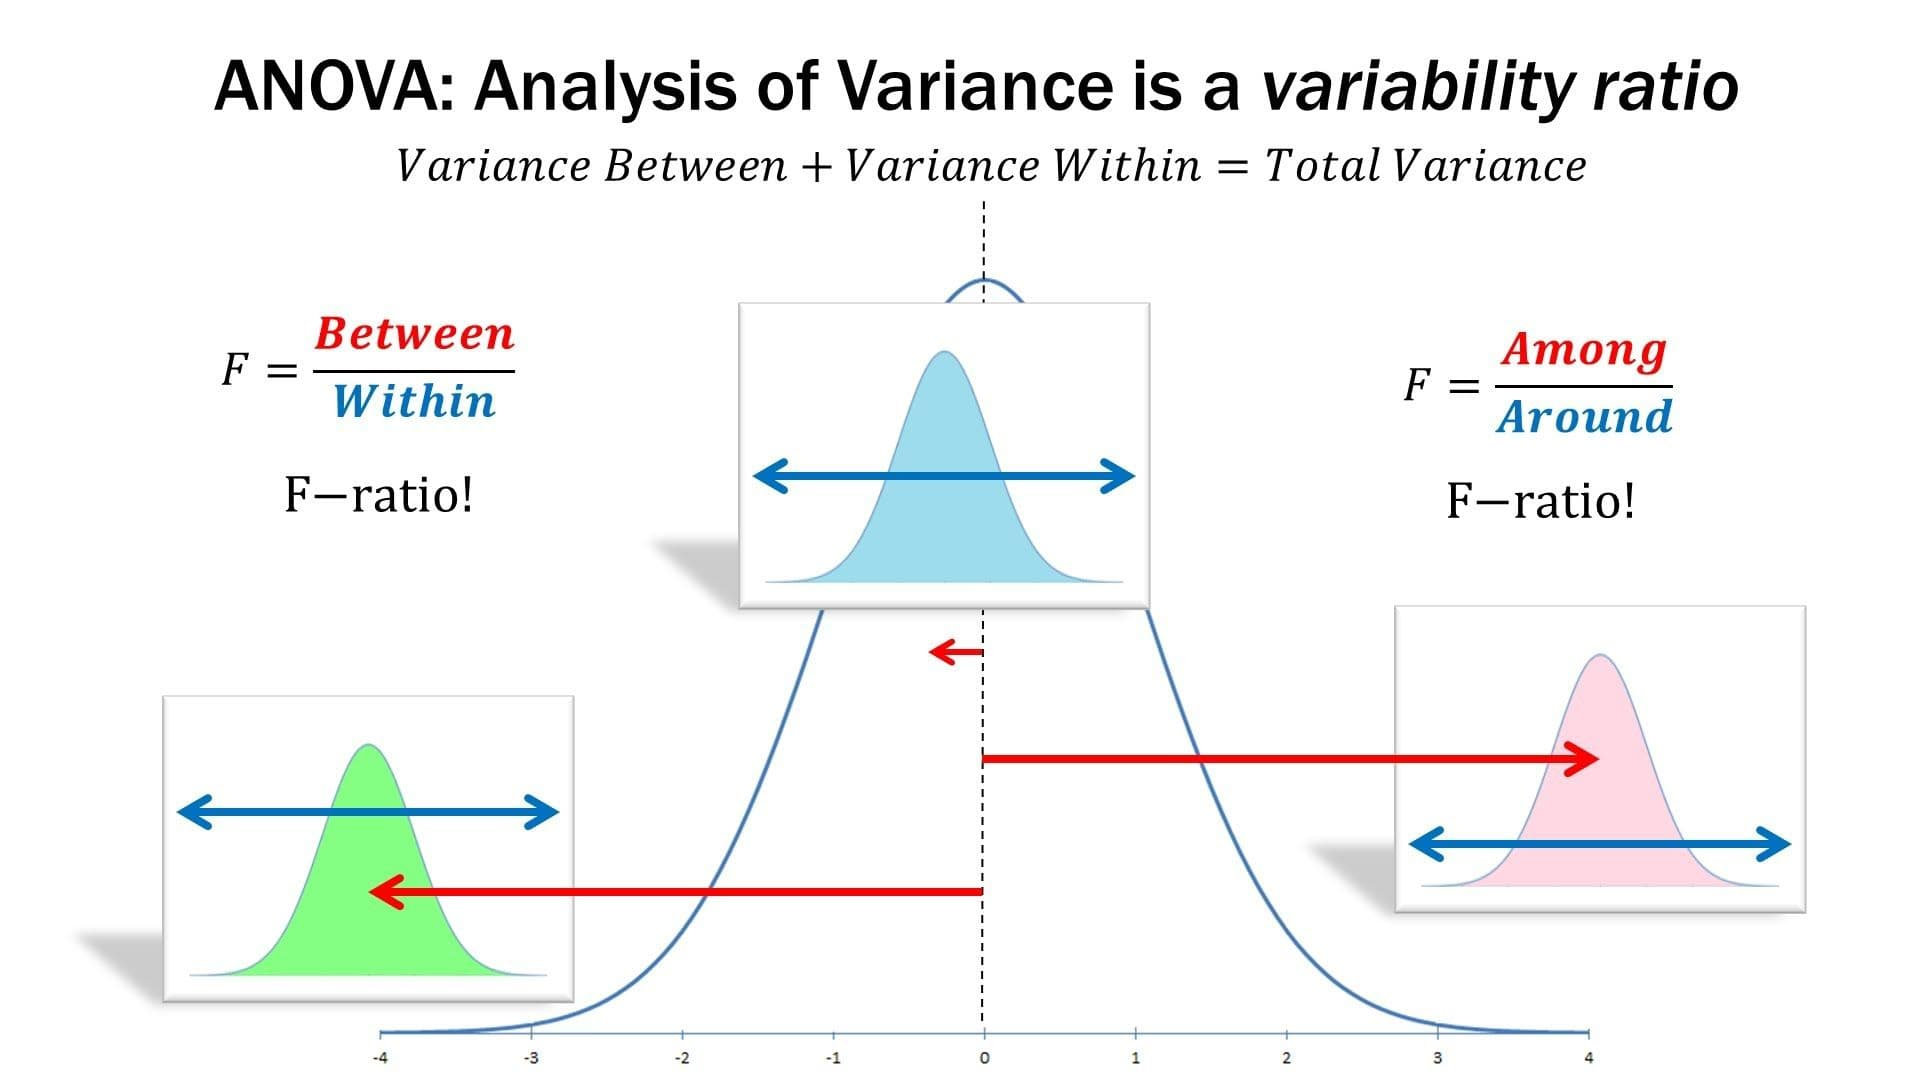 ANOVA: Analysis of Variance is a variability ratio
Variance Between + Variance Within = Total Variance
F = Between / Within
F−ratio!
F = Among / Around
F−ratio!
-4 -3 -2 -1 0 1 2 3 4